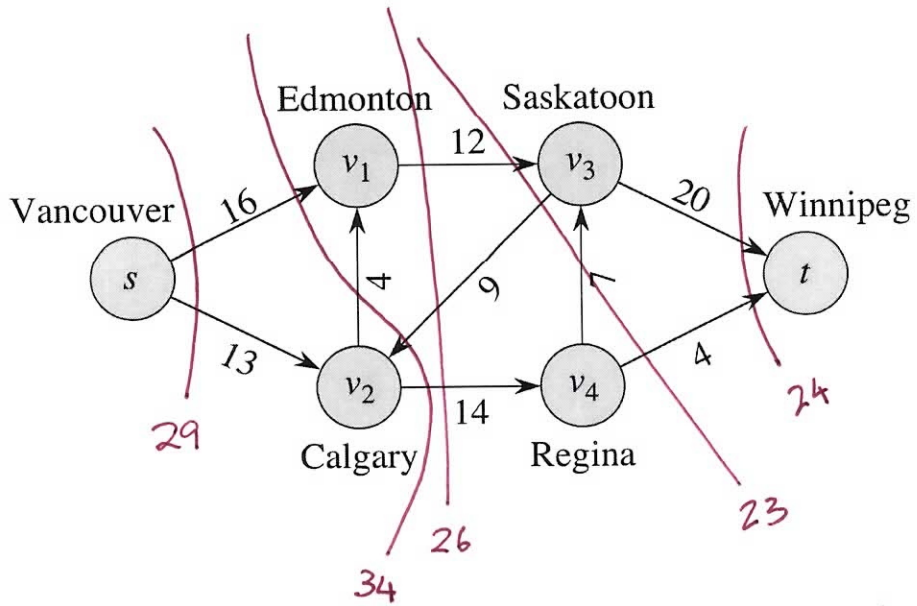 Edmonton
Saskatoon
12
v1
v3
16
20
Vancouver
Winnipeg
s
4
9
7
t
13
4
v2
v4
14
29
Calgary
Regina
24
26
23
34